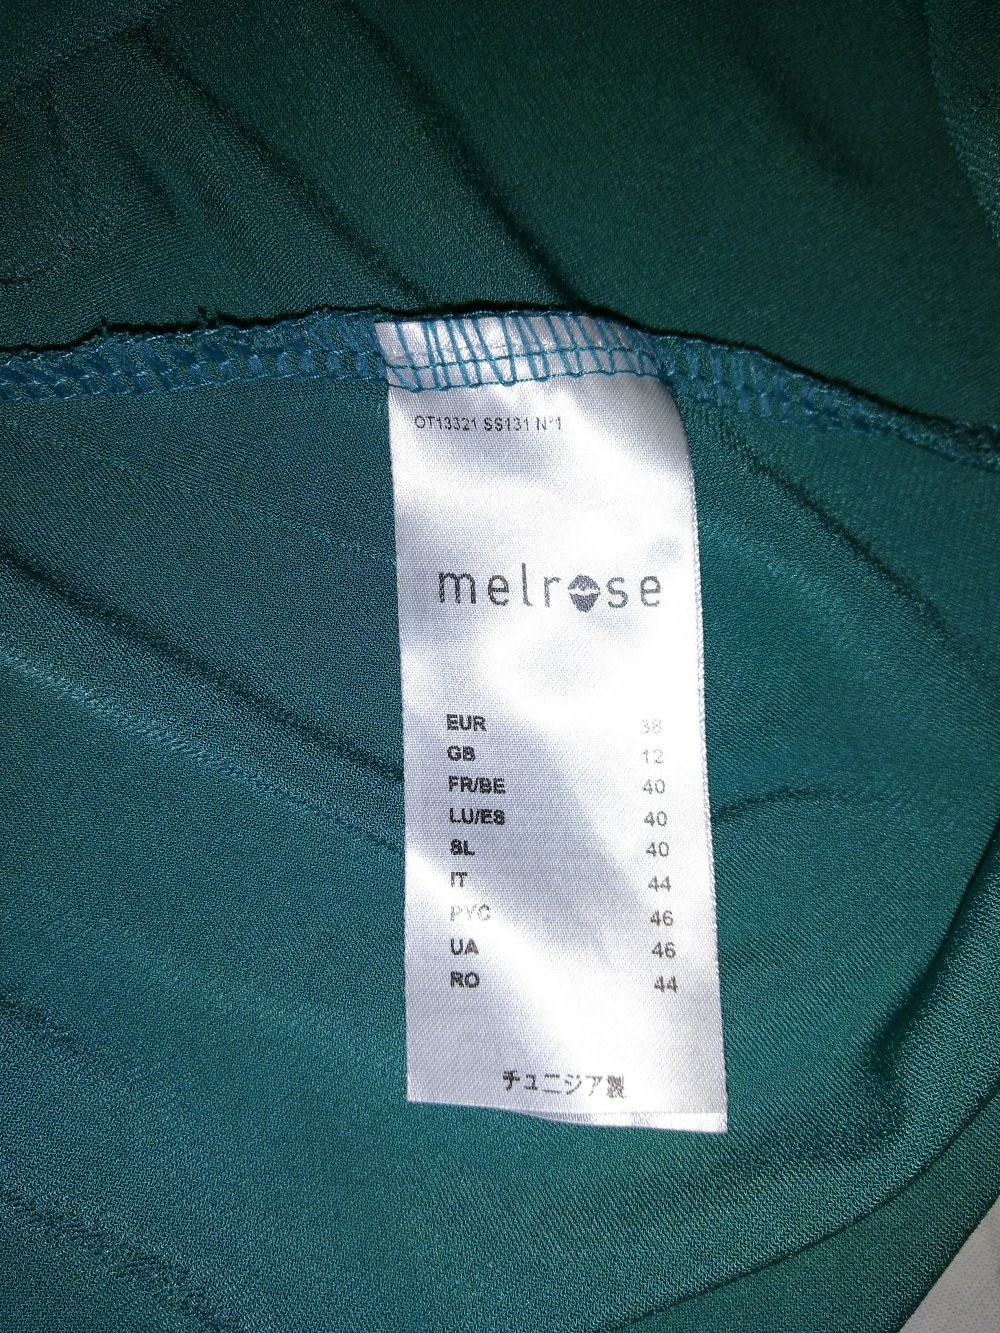 OT13321 SS131 N°1
melrose
EUR 38
GB 12
FR/BE 40
LU/ES 40
SL 40
IT 44
РУС 46
UA 46
RO 44
チュニジア製